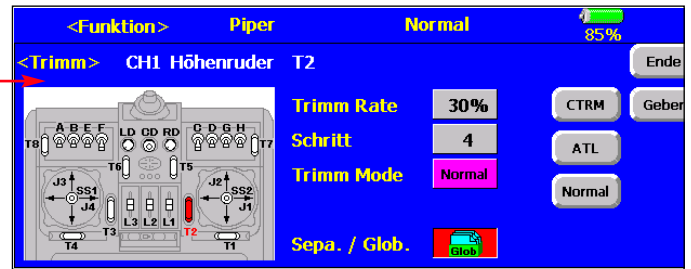 <Funktion> Piper Normal 85%
<Trimm> CH1 Höhenruder T2 Ende
Trimm Rate 30% CTRM Geber
Schritt 4 ATL
Trimm Mode Normal Normal
Sepa. / Glob. Glob
A B E F LD CD RD C D G H
T8 T7
T6 T5
J3 SS1 J4 J2 SS2 J1
L3 L2 L1
T3 T2
T4 T1